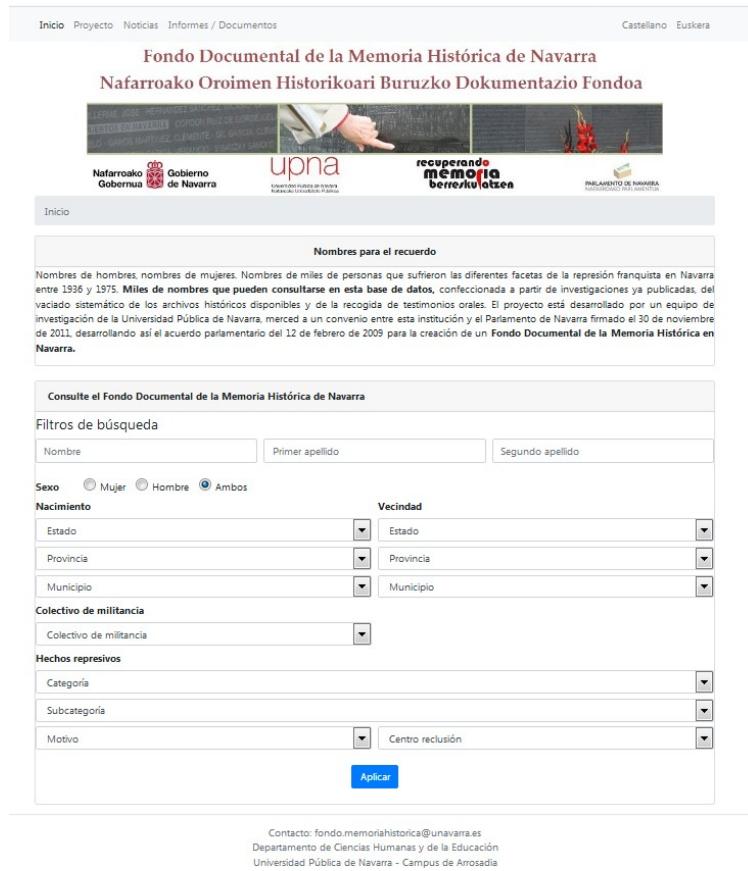 Inicio Proyecto Noticias Informes / Documentos Castellano Euskera
Fondo Documental de la Memoria Histórica de Navarra
Nafarroako Oroimen Historikoari Buruzko Dokumentazio Fondoa
Nafarroako Gobernua Gobierno de Navarra
upna
Universidad Pública de Navarra
Nafarroako Unibertsitate Publikoa
recuperando
memoria
berreskuratzen
PARLAMENTO DE NAVARRA
NAFARROAKO PARLAMENTUA
Inicio
Nombres para el recuerdo
Nombres de hombres, nombres de mujeres. Nombres de miles de personas que sufrieron las diferentes facetas de la represión franquista en Navarra
entre 1936 y 1975. Miles de nombres que pueden consultarse en esta base de datos, confeccionada a partir de investigaciones ya publicadas, del
vaciado sistemático de los archivos históricos disponibles y de la recogida de testimonios orales. El proyecto está desarrollado por un equipo de
investigación de la Universidad Pública de Navarra, merced a un convenio entre esta institución y el Parlamento de Navarra firmado el 30 de noviembre
de 2011, desarrollando así el acuerdo parlamentario del 12 de febrero de 2009 para la creación de un Fondo Documental de la Memoria Histórica en
Navarra.
Consulte el Fondo Documental de la Memoria Histórica de Navarra
Filtros de búsqueda
Nombre Primer apellido Segundo apellido
Sexo Mujer Hombre Ambos
Nacimiento Vecindad
Estado Estado
Provincia Provincia
Municipio Municipio
Colectivo de militancia
Colectivo de militancia
Hechos represivos
Categoría
Subcategoría
Motivo Centro reclusión
Aplicar
Contacto: fondo.memoriahistorica@unavarra.es
Departamento de Ciencias Humanas y de la Educación
Universidad Pública de Navarra - Campus de Arrosadia